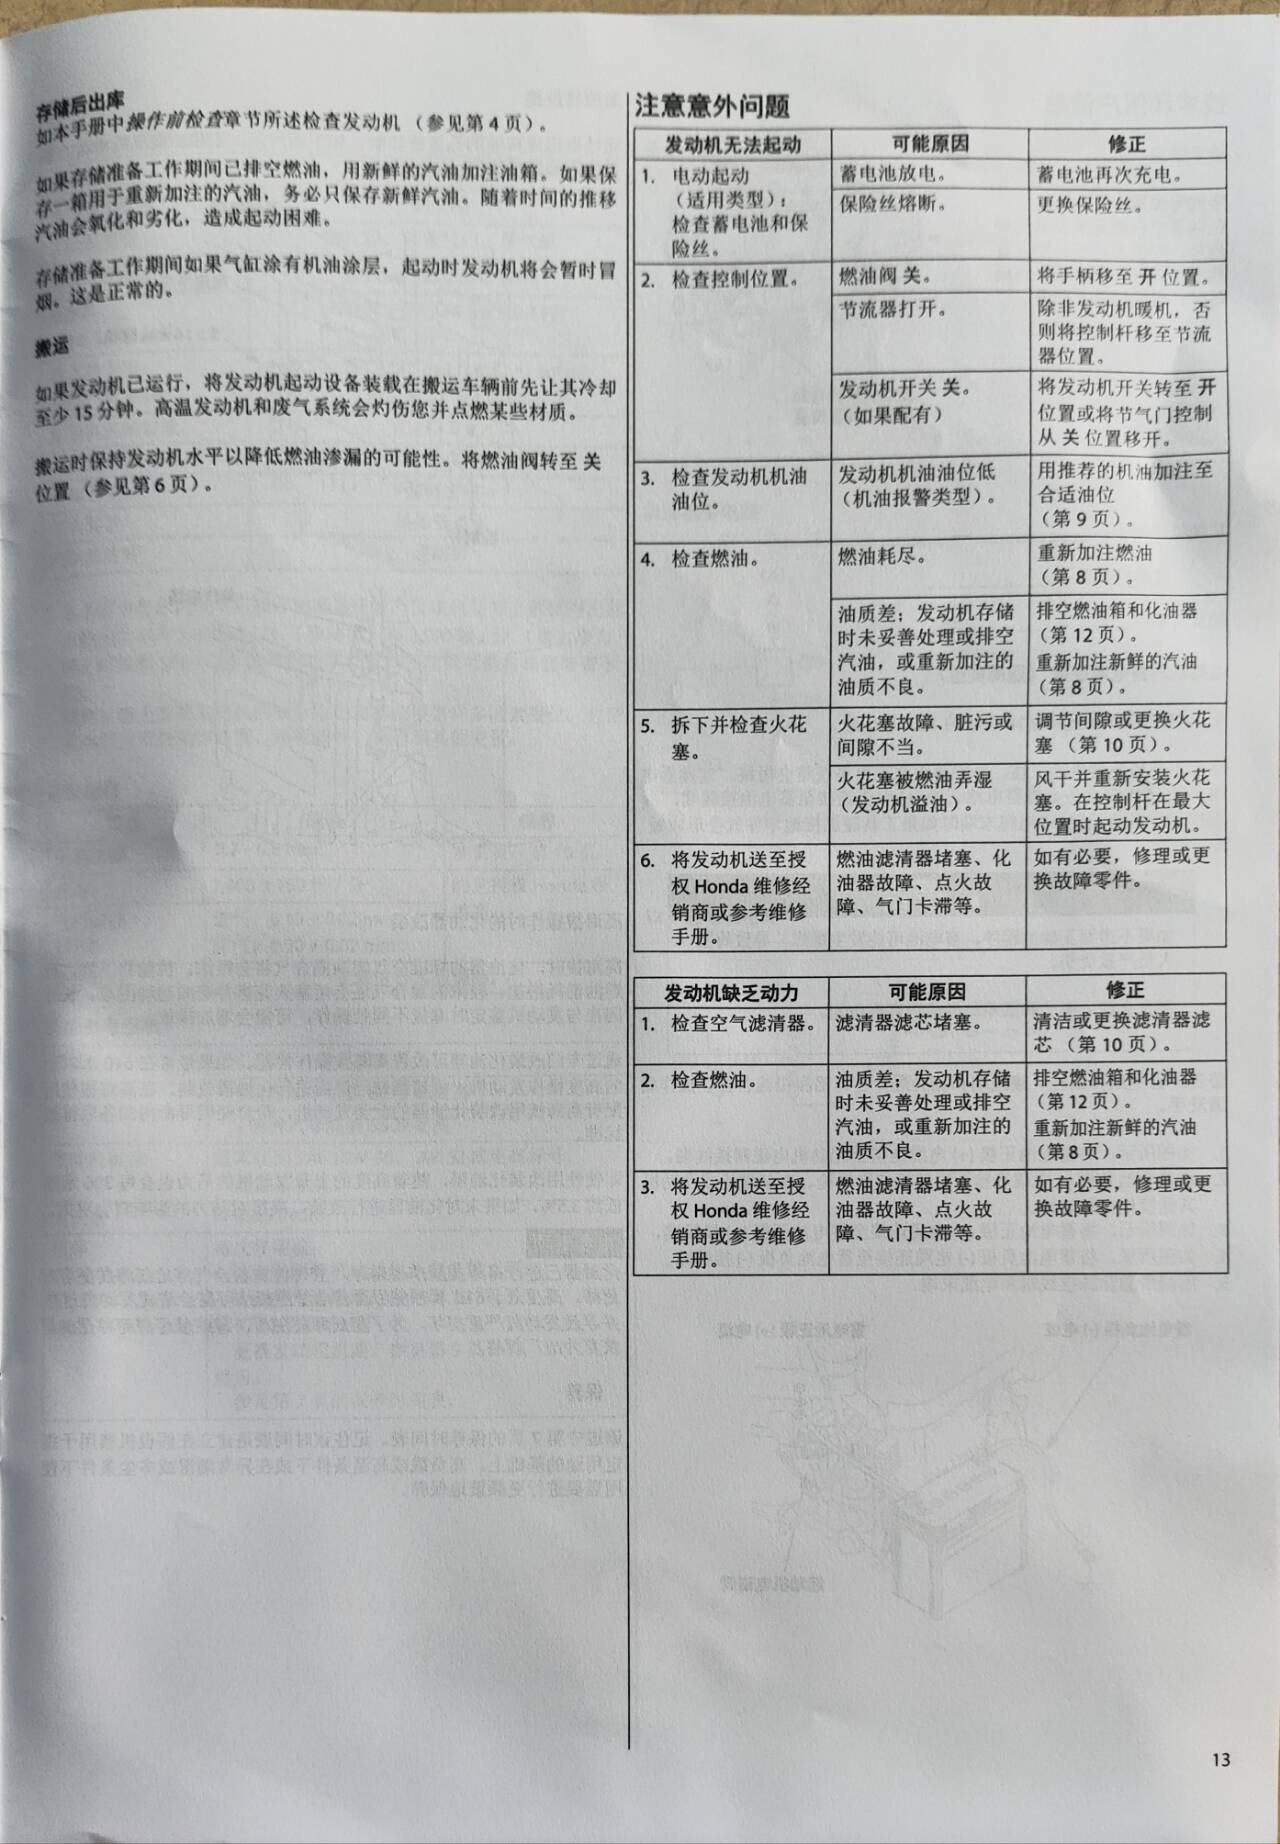 存储后出库
如本手册中操作前检查章节所述检查发动机（参见第 4 页）。
如果存储准备工作期间已排空燃油，用新鲜的汽油加注油箱。如果保
存一箱用于重新加注的汽油，务必只保存新鲜汽油。随着时间的推移
汽油会氧化和劣化，造成起动困难。
存储准备工作期间如果气缸涂有机油涂层，起动时发动机将会暂时冒
烟。这是正常的。
搬运
如果发动机已运行，将发动机起动设备装载在搬运车辆前先让其冷却
至少 15 分钟。高温发动机和废气系统会灼伤您并点燃某些材质。
搬运时保持发动机水平以降低燃油渗漏的可能性。将燃油阀转至 关
位置（参见第 6 页）。
注意意外问题
发动机无法起动 可能原因 修正
1. 电动起动
（适用类型）：
检查蓄电池和保
险丝。
蓄电池放电。
蓄电池再次充电。
保险丝熔断。
更换保险丝。
2. 检查控制位置。
燃油阀 关。
将手柄移至 开 位置。
节流器打开。
除非发动机暖机，否
则将控制杆移至节流
器位置。
发动机开关 关。
（如果配有）
将发动机开关转至 开
位置或将节气门控制
从 关 位置移开。
3. 检查发动机机油
油位。
发动机机油油位低
（机油报警类型）。
用推荐的机油加注至
合适油位
（第 9 页）。
4. 检查燃油。
燃油耗尽。
重新加注燃油
（第 8 页）。
油质差；发动机存储
时未妥善处理或排空
汽油，或重新加注的
油质不良。
排空燃油箱和化油器
（第 12 页）。
重新加注新鲜的汽油
（第 8 页）。
5. 拆下并检查火花
塞。
火花塞故障、脏污或
间隙不当。
调节间隙或更换火花
塞 （第 10 页）。
火花塞被燃油弄湿
（发动机溢油）。
风干并重新安装火花
塞。在控制杆在最大
位置时起动发动机。
6. 将发动机送至授
权 Honda 维修经
销商或参考维修
手册。
燃油滤清器堵塞、化
油器故障、点火故
障、气门卡滞等。
如有必要，修理或更
换故障零件。
发动机缺乏动力 可能原因 修正
1. 检查空气滤清器。
滤清器滤芯堵塞。
清洁或更换滤清器滤
芯 （第 10 页）。
2. 检查燃油。
油质差；发动机存储
时未妥善处理或排空
汽油，或重新加注的
油质不良。
排空燃油箱和化油器
（第 12 页）。
重新加注新鲜的汽油
（第 8 页）。
3. 将发动机送至授
权 Honda 维修经
销商或参考维修
手册。
燃油滤清器堵塞、化
油器故障、点火故
障、气门卡滞等。
如有必要，修理或更
换故障零件。
13